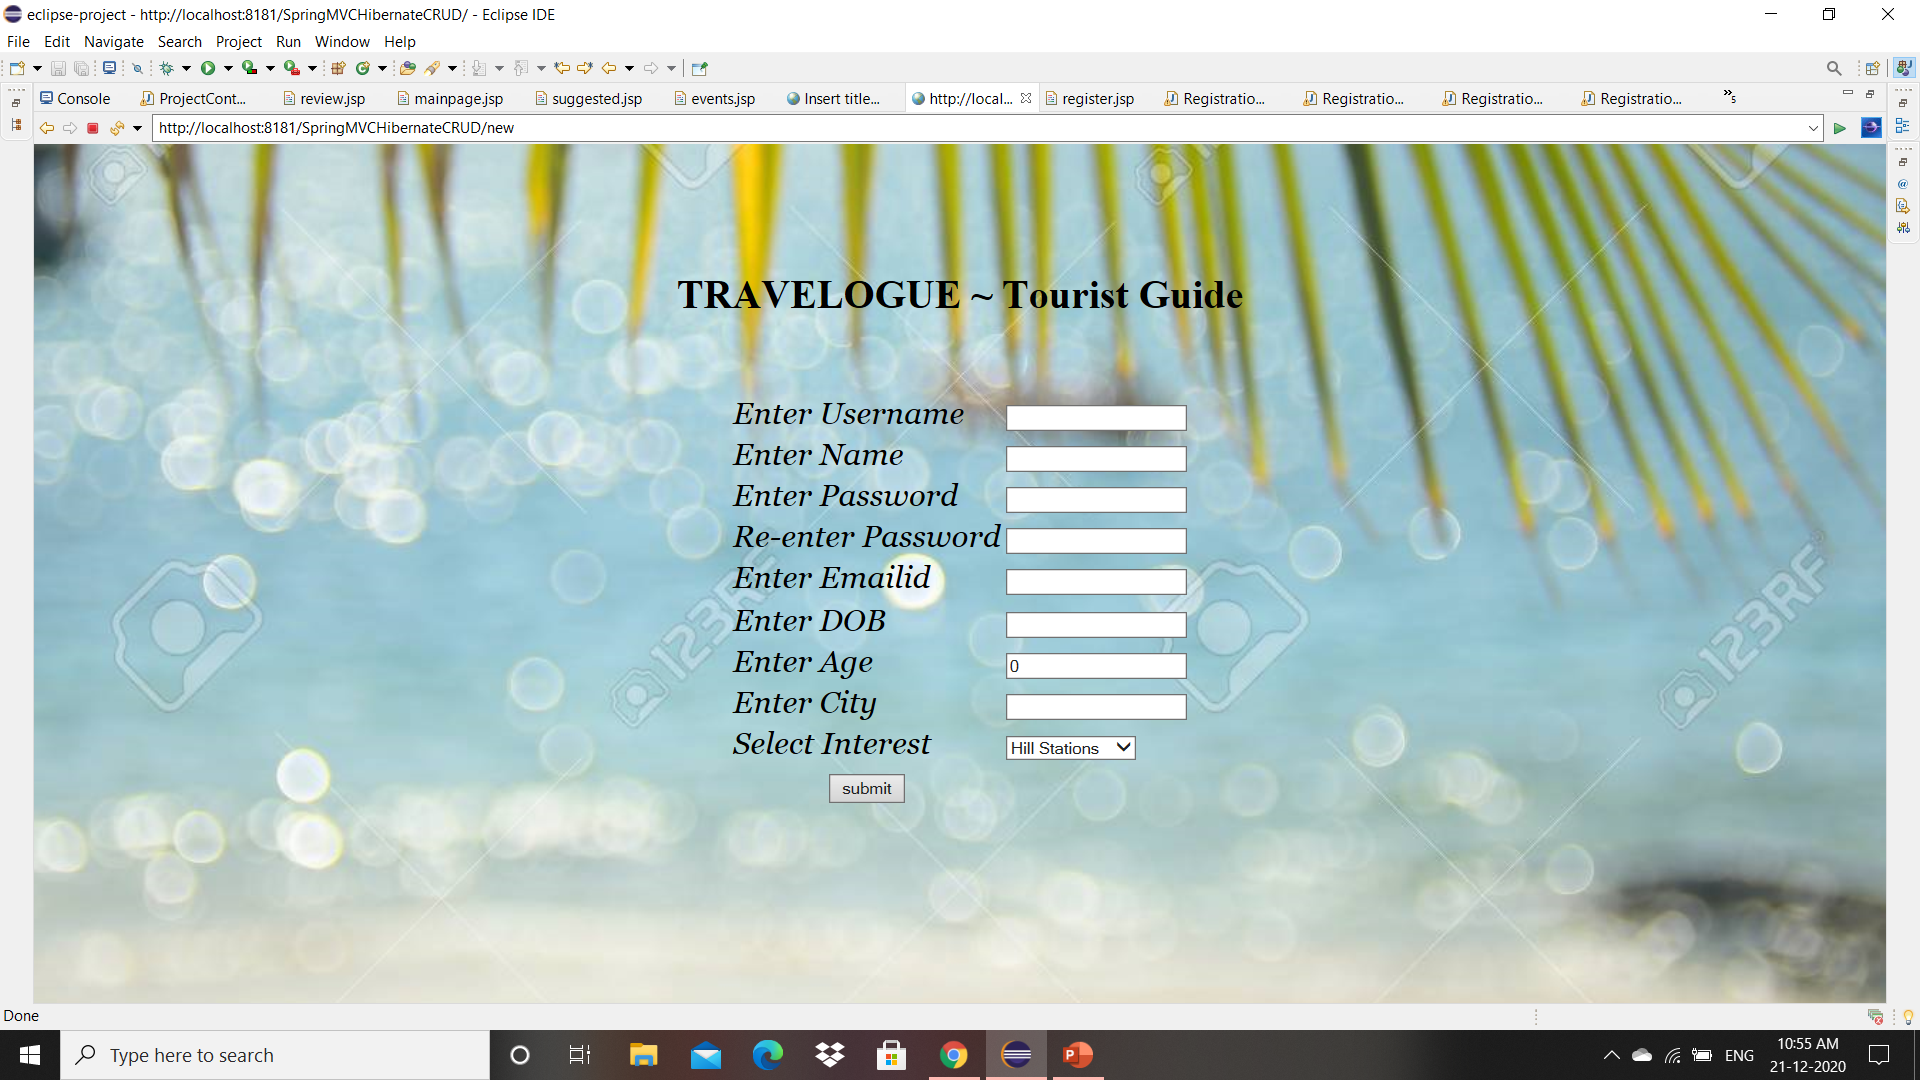 eclipse-project - http://localhost:8181/SpringMVCHibernateCRUD/ - Eclipse IDE
File Edit Navigate Search Project Run Window Help
Console ProjectCont... review.jsp mainpage.jsp suggested.jsp events.jsp Insert title... http://local... register.jsp Registratio... Registratio... Registratio... Registratio... »5
http://localhost:8181/SpringMVCHibernateCRUD/new
TRAVELOGUE ~ Tourist Guide
Enter Username
Enter Name
Enter Password
Re-enter Password
Enter Emailid
Enter DOB
Enter Age 0
Enter City
Select Interest Hill Stations
submit
123RF
123RF
Done
Type here to search
ENG
10:55 AM
21-12-2020